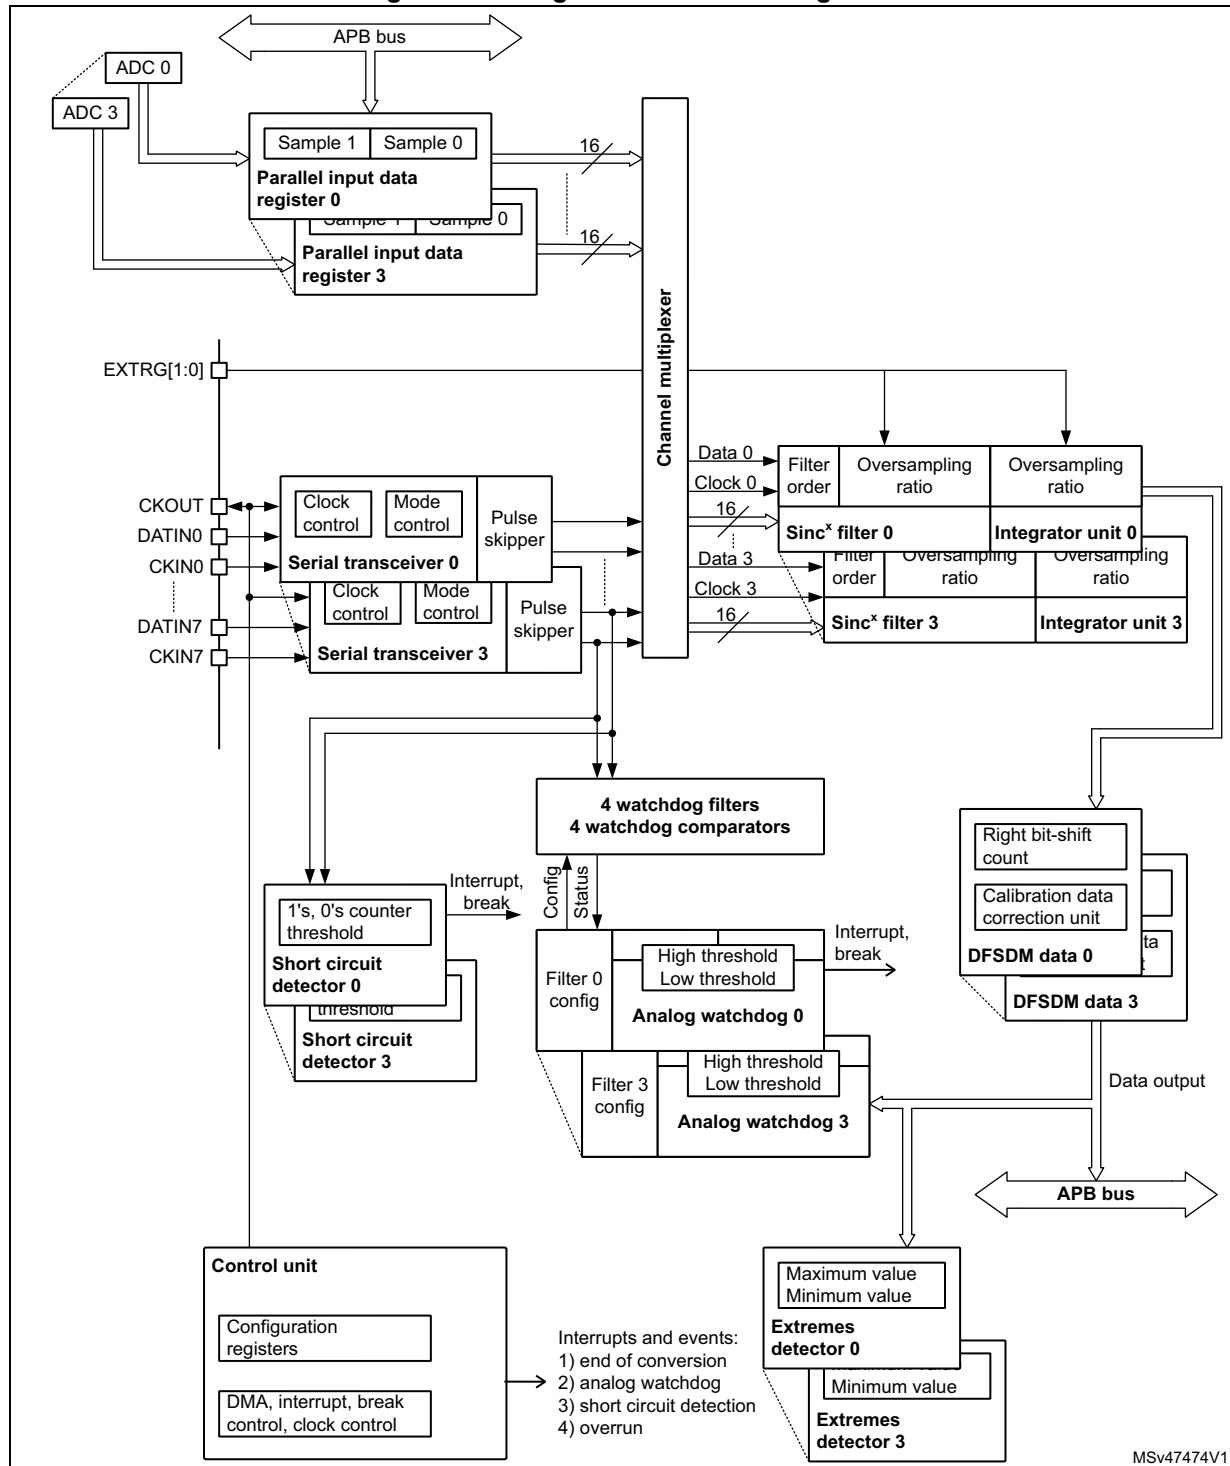 APB bus
ADC 0
ADC 3
Sample 1
Sample 0
Parallel input data
register 0
16
Sample 1
Sample 0
Parallel input data
register 3
16
Channel multiplexer
EXTRG[1:0]
CKOUT
DATIN0
CKIN0
DATIN7
CKIN7
Clock
control
Mode
control
Pulse
skipper
Serial transceiver 0
Clock
control
Mode
control
Pulse
skipper
Serial transceiver 3
Data 0
Clock 0
16
Data 3
Clock 3
16
Filter
order
Oversampling
ratio
Oversampling
ratio
Sincx filter 0
Integrator unit 0
Filter
order
Oversampling
ratio
Oversampling
ratio
Sincx filter 3
Integrator unit 3
4 watchdog filters
4 watchdog comparators
Config
Status
Interrupt,
break
1's, 0's counter
threshold
Short circuit
detector 0
threshold
Short circuit
detector 3
Filter 0
config
High threshold
Low threshold
Analog watchdog 0
Interrupt,
break
Filter 3
config
High threshold
Low threshold
Analog watchdog 3
Right bit-shift
count
Calibration data
correction unit
DFSDM data 0
DFSDM data 3
Data output
APB bus
Control unit
Configuration
registers
DMA, interrupt, break
control, clock control
Interrupts and events:
1) end of conversion
2) analog watchdog
3) short circuit detection
4) overrun
Maximum value
Minimum value
Extremes
detector 0
Minimum value
Extremes
detector 3
MSv47474V1